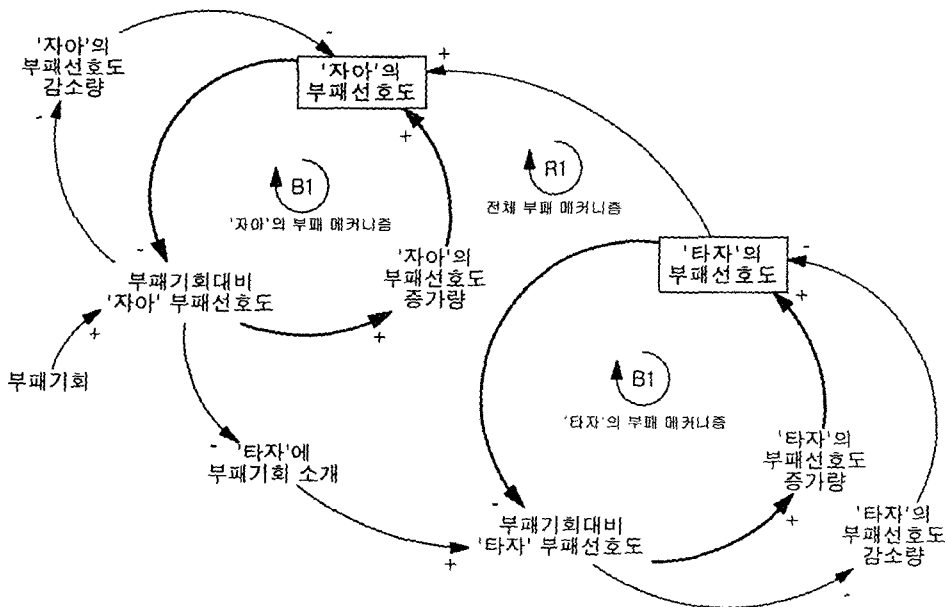 '자아'의
부패선호도
감소량
-
-
'자아'의
부패선호도
+
+
B1
'자아'의 부패 메커니즘
R1
전체 부패 메커니즘
-
부패기회대비
'자아' 부패선호도
'자아'의
부패선호도
증가량
+
+
부패기회
'타자'의
부패선호도
-
+
B1
'타자'의 부패 메커니즘
-
'타자'에
부패기회 소개
'타자'의
부패선호도
증가량
-
부패기회대비
'타자' 부패선호도
+
+
'타자'의
부패선호도
감소량
-